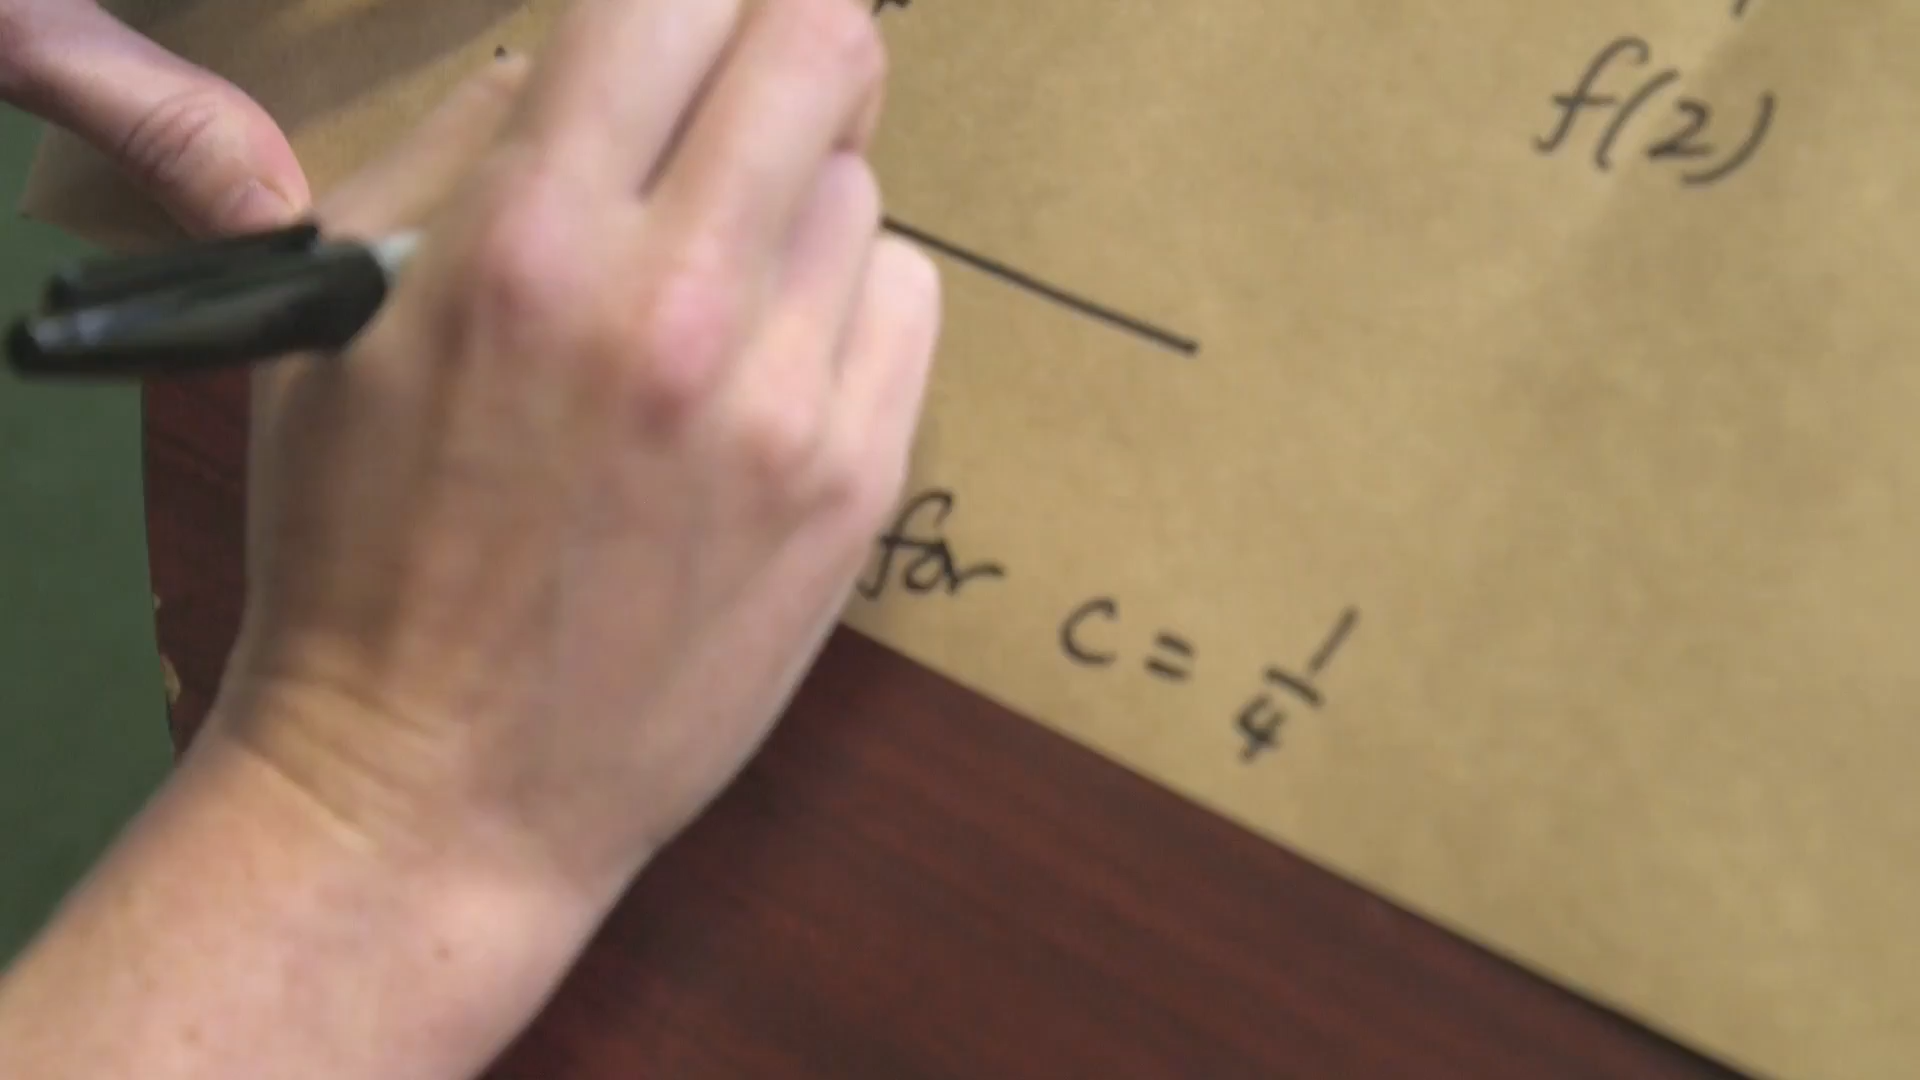 f(2)
for c = 1/4